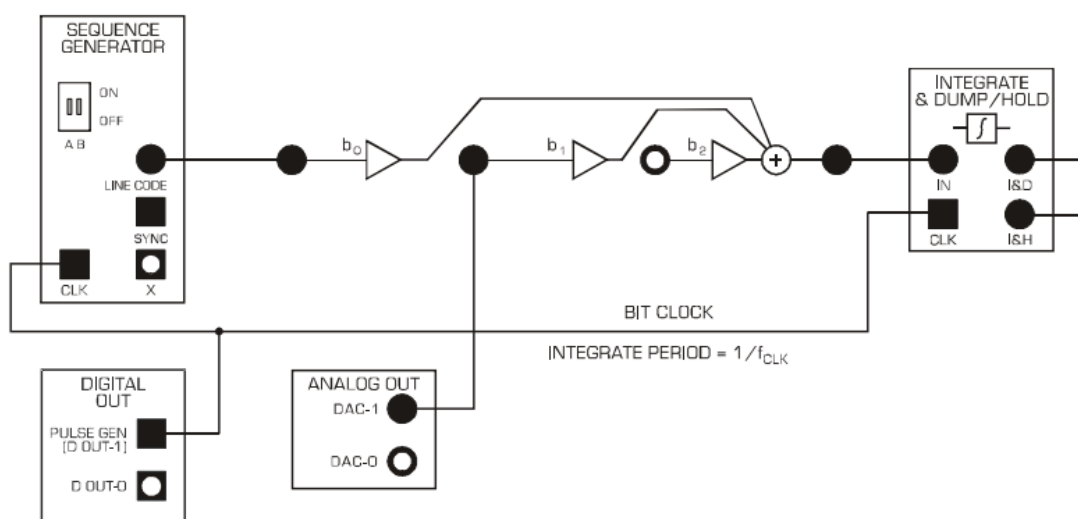 SEQUENCE
GENERATOR
ON
OFF
A B
LINE CODE
SYNC
CLK
X
b0
b1
b2
+
INTEGRATE
& DUMP/HOLD
∫
IN
I&D
CLK
I&H
BIT CLOCK
INTEGRATE PERIOD = 1/fCLK
DIGITAL
OUT
PULSE GEN
(D OUT-1)
D OUT-0
ANALOG OUT
DAC-1
DAC-0